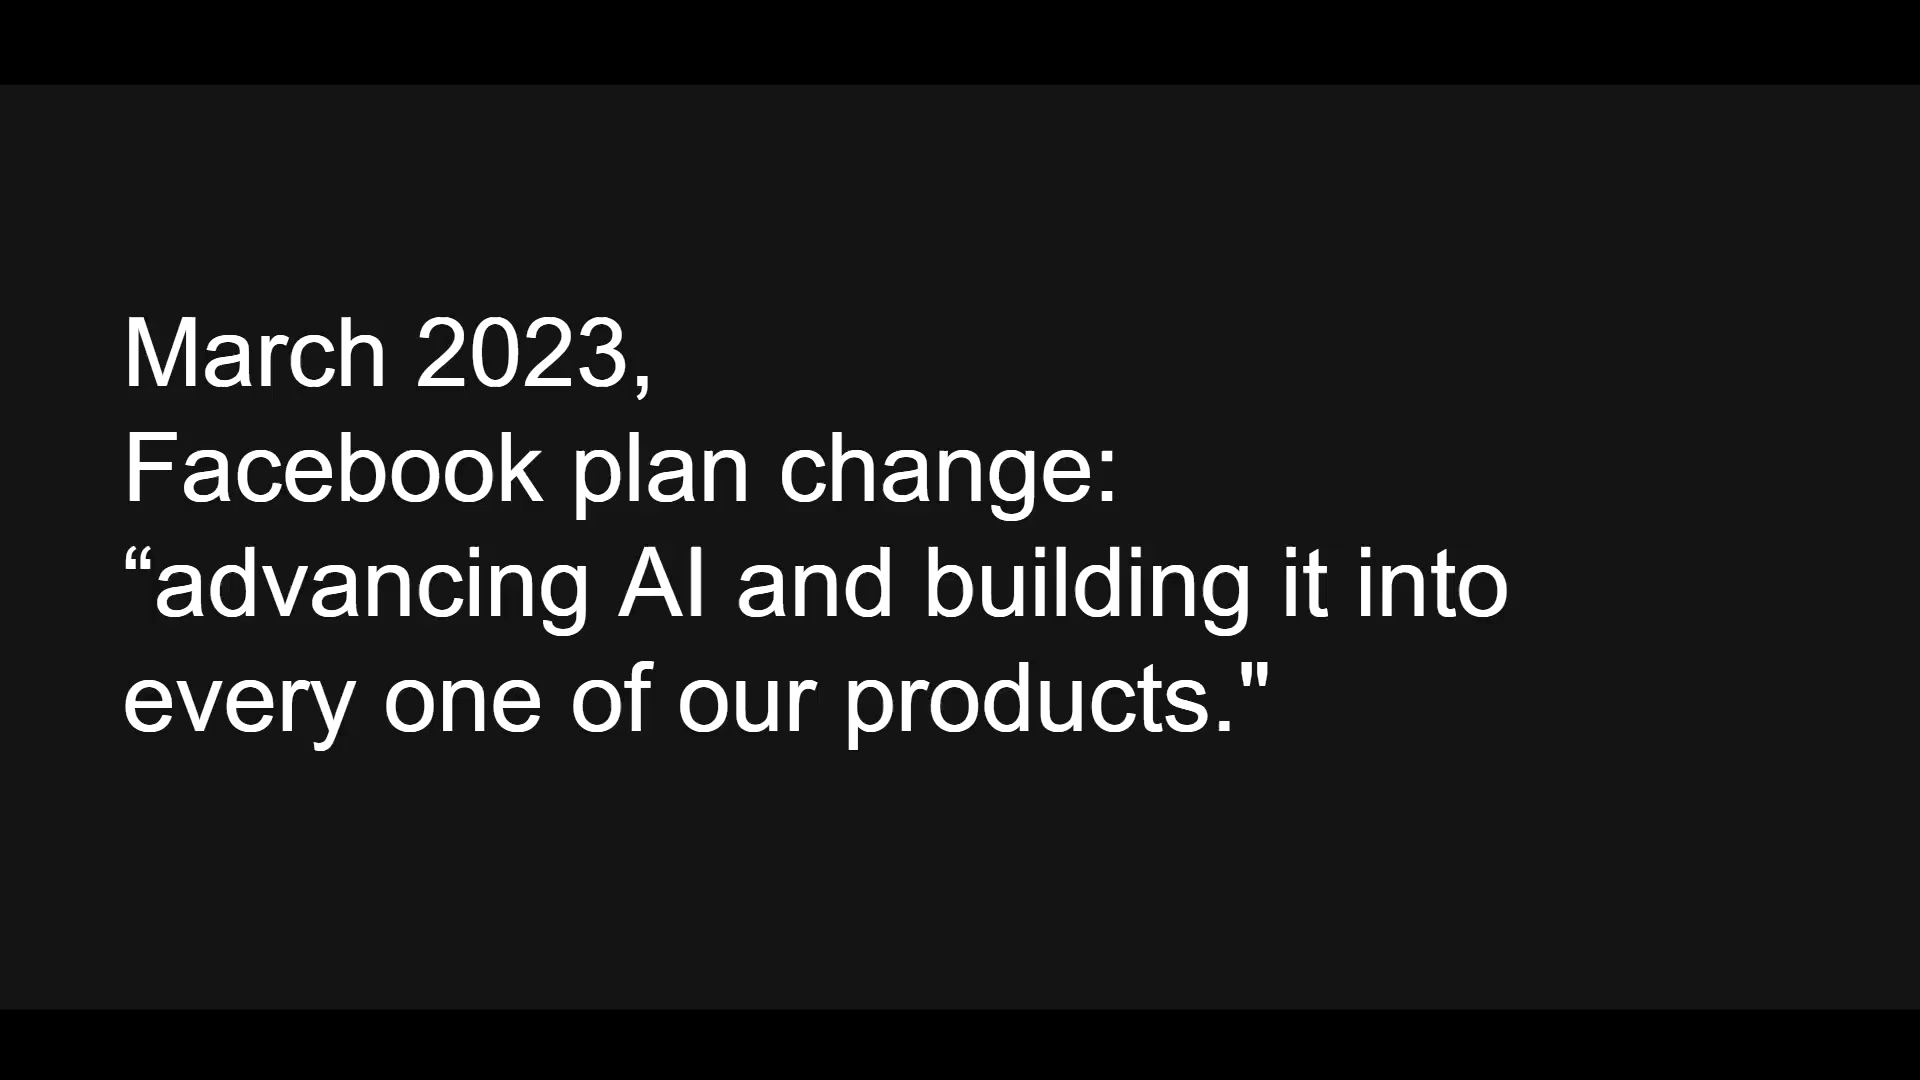 March 2023,
Facebook plan change:
“advancing AI and building it into
every one of our products."